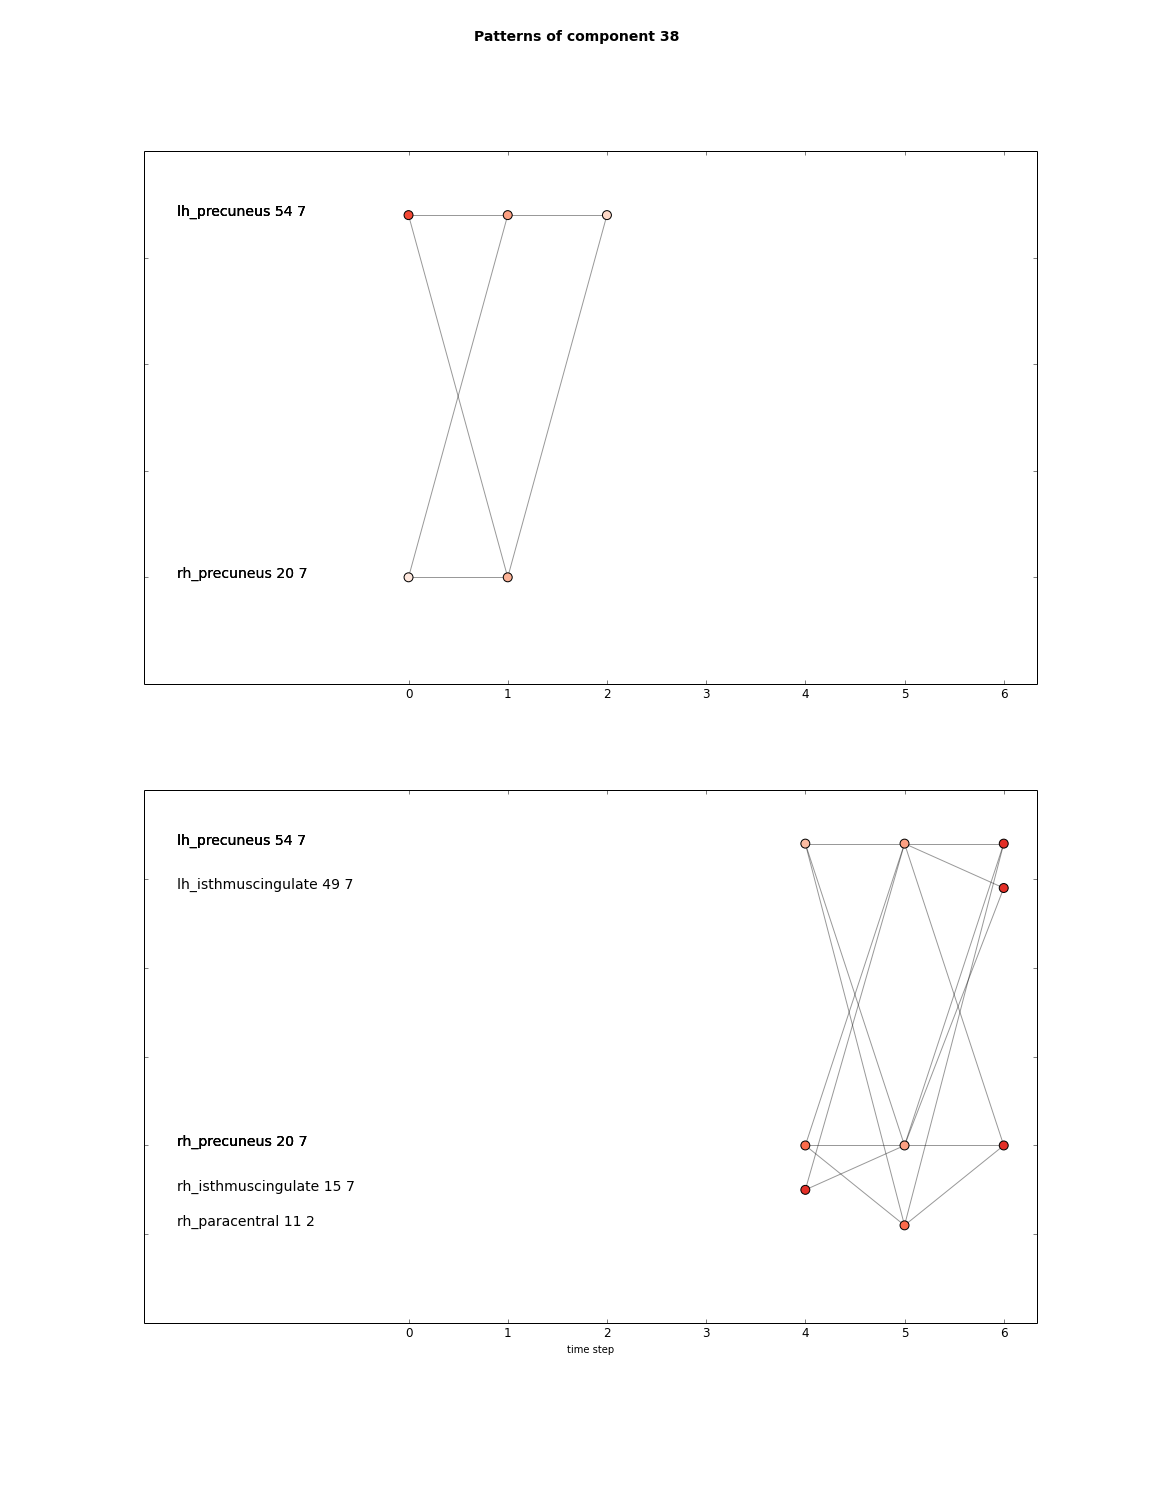 Patterns of component 38
lh_precuneus 54 7
rh_precuneus 20 7
0 1 2 3 4 5 6
lh_precuneus 54 7
lh_isthmuscingulate 49 7
rh_precuneus 20 7
rh_isthmuscingulate 15 7
rh_paracentral 11 2
0 1 2 3 4 5 6
time step